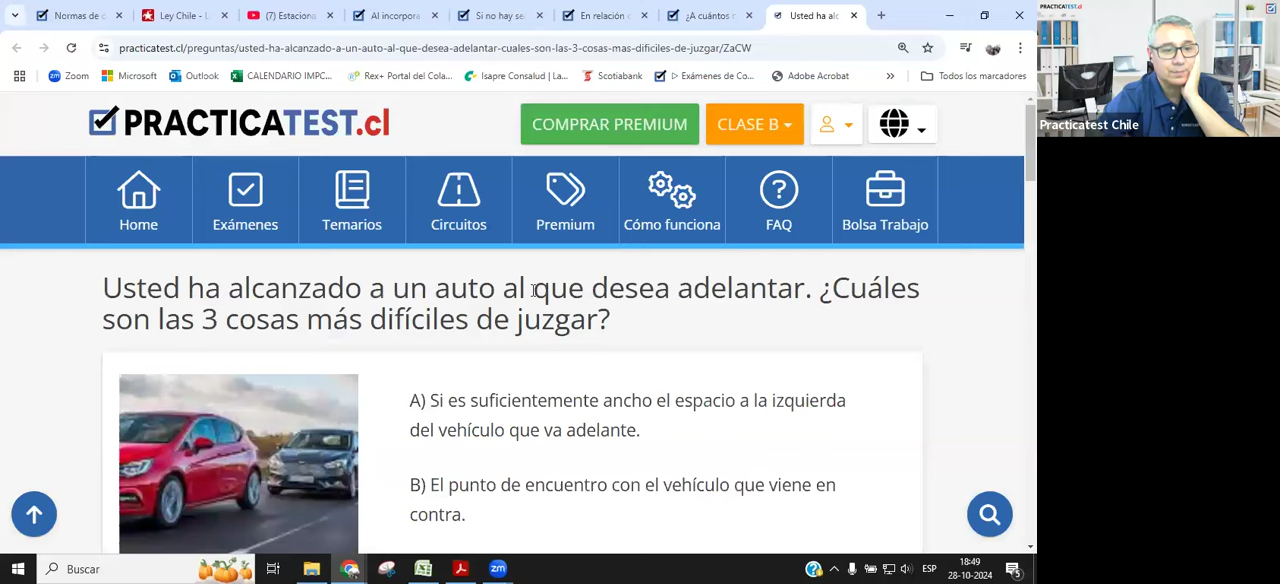 Normas de c
Ley Chile - L
(7) Estaciona
Al incorpora
Si no ha se
En relación c
¿A cuántos r
Usted ha alc
practicatest.cl/preguntas/usted-ha-alcanzado-a-un-auto-al-que-desea-adelantar-cuales-son-las-3-cosas-mas-dificiles-de-juzgar/ZaCW
Zoom
Microsoft
Outlook
CALENDARIO IMPC...
Rex+ Portal del Cola...
Isapre Consalud | La...
Scotiabank
▷ Exámenes de Co...
Adobe Acrobat
Todos los marcadores
PRACTICATEST.cl
Practicatest Chile
PRACTICATEST.C
COMPRAR PREMIUM
CLASE B
Home
Exámenes
Temarios
Circuitos
Premium
Cómo funciona
FAQ
Bolsa Trabajo
Usted ha alcanzado a un auto al que desea adelantar. ¿Cuáles
son las 3 cosas más difíciles de juzgar?
A) Si es suficientemente ancho el espacio a la izquierda
del vehículo que va adelante.
B) El punto de encuentro con el vehículo que viene en
contra.
Buscar
ESP
18:49
28-10-2024
5